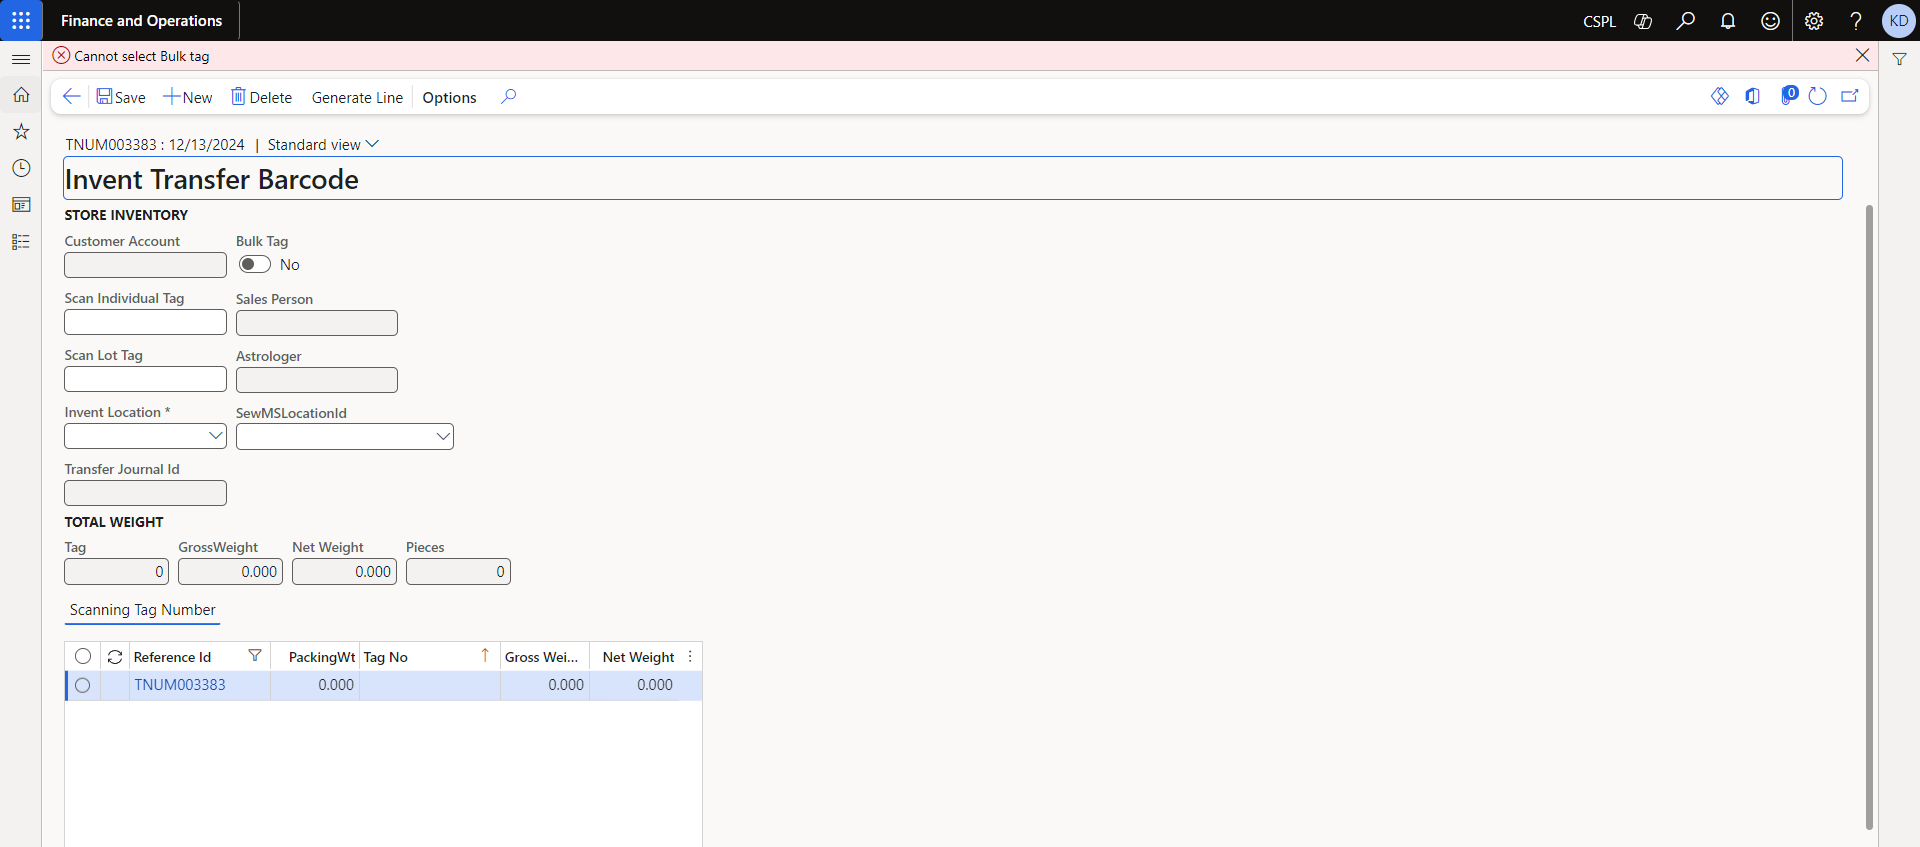 Finance and Operations
CSPL
KD
Cannot select Bulk tag
Save
New
Delete
Generate Line
Options
0
TNUM003383 : 12/13/2024 | Standard view
Invent Transfer Barcode
STORE INVENTORY
Customer Account
Bulk Tag
No
Scan Individual Tag
Sales Person
Scan Lot Tag
Astrologer
Invent Location *
SewMSLocationId
Transfer Journal Id
TOTAL WEIGHT
Tag GrossWeight Net Weight Pieces
0 0.000 0.000 0
Scanning Tag Number
Reference Id PackingWt Tag No Gross Wei... Net Weight
TNUM003383 0.000 0.000 0.000